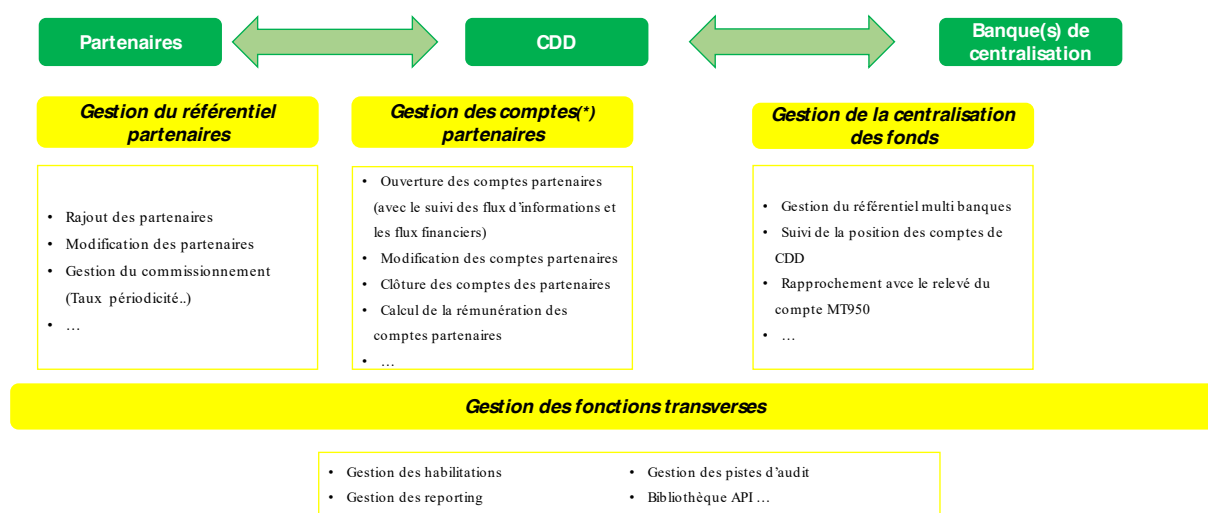 Partenaires
CDD
Banque(s) de
centralisation
Gestion du référentiel
partenaires
• Rajout des partenaires
• Modification des partenaires
• Gestion du commissionnement
(Taux périodicité..)
• …
Gestion des comptes(*)
partenaires
• Ouverture des comptes partenaires
(avec le suivi des flux d'informations et
les flux financiers)
• Modification des comptes partenaires
• Clôture des comptes des partenaires
• Calcul de la rémunération des
comptes partenaires
• …
Gestion de la centralisation
des fonds
• Gestion du référentiel multi banques
• Suivi de la position des comptes de
CDD
• Rapprochement avce le relevé du
compte MT950
• …
Gestion des fonctions transverses
• Gestion des habilitations
• Gestion des reporting
• Gestion des pistes d'audit
• Bibliothèque API …